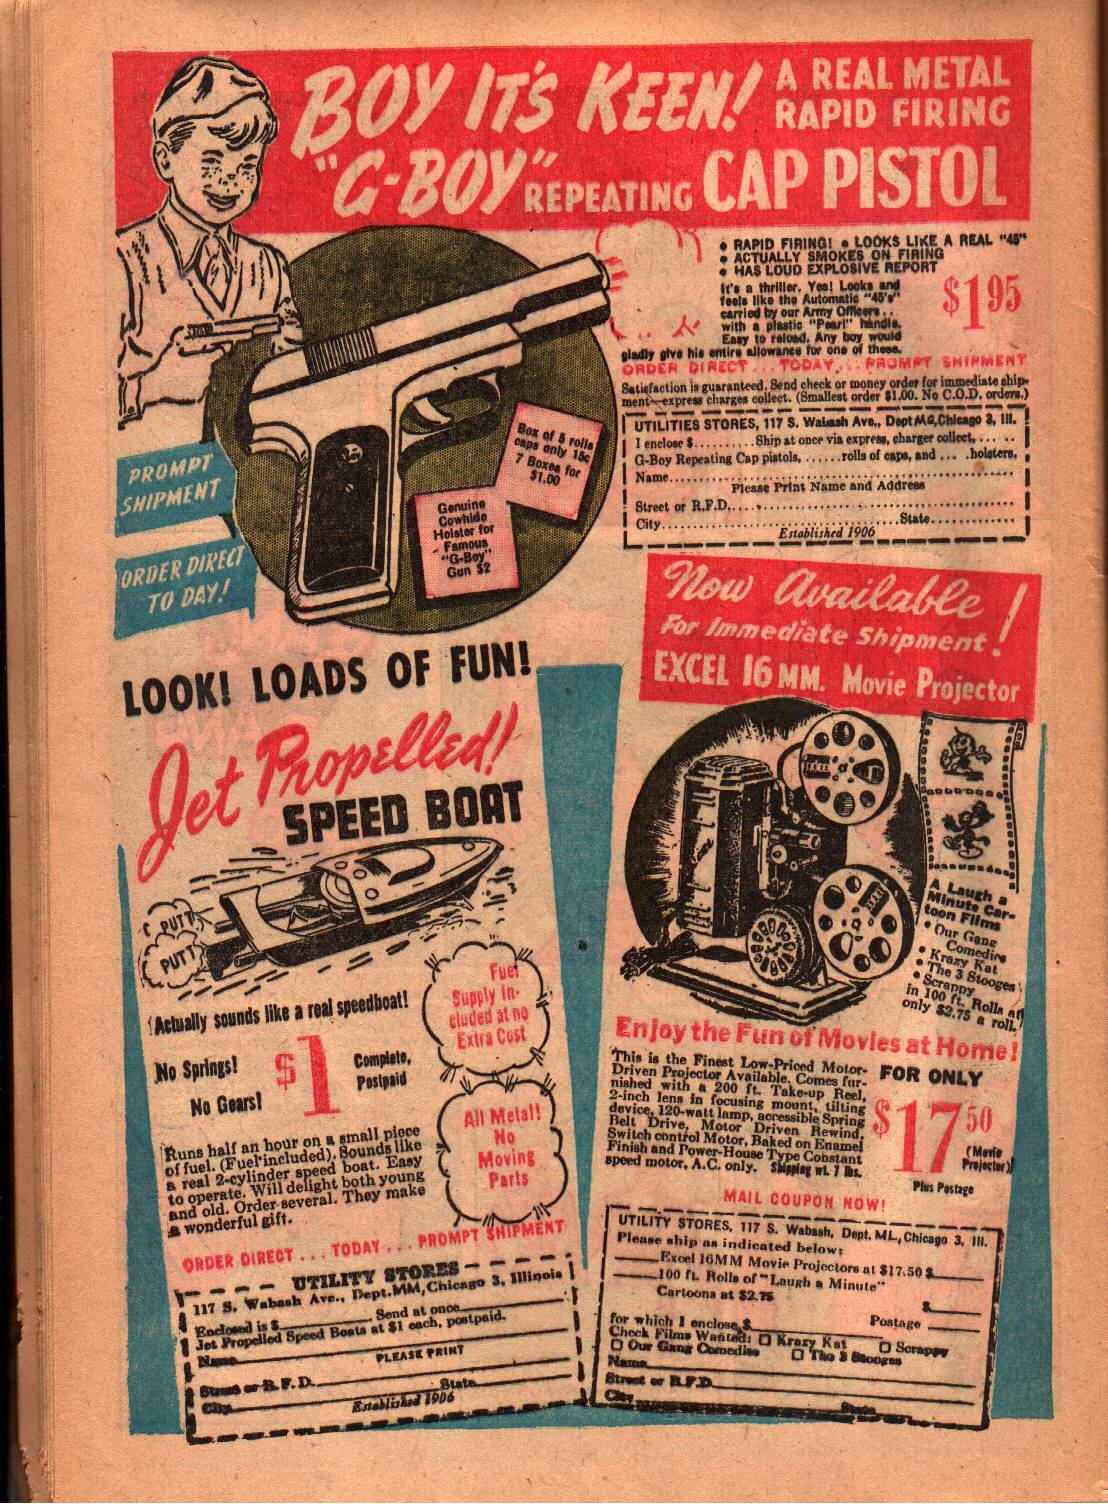 BOY IT'S KEEN!
A REAL METAL
RAPID FIRING
"G-BOY" REPEATING CAP PISTOL
• RAPID FIRING! • LOOKS LIKE A REAL "45"
• ACTUALLY SMOKES ON FIRING
• HAS LOUD EXPLOSIVE REPORT
It's a thriller. Yes! Looks and
feels like the Automatic "45's"
carried by our Army Officers . .
with a plastic "Pearl" handle.
Easy to reload. Any boy would
gladly give his entire allowance for one of these.
$1 95
ORDER DIRECT . . . TODAY . . . PROMPT SHIPMENT
Satisfaction is guaranteed. Send check or money order for immediate ship-
ment—express charges collect. (Smallest order $1.00. No C.O.D. orders.)
UTILITIES STORES, 117 S. Wabash Ave., Dept MG, Chicago 3, Ill.
I enclose $.......... Ship at once via express, charger collect, .... ..
G-Boy Repeating Cap pistols, ......rolls of caps, and .... holsters.
Name
Please Print Name and Address
Street or R.F.D.
City State
Established 1906
PROMPT
SHIPMENT
ORDER DIRECT
TO DAY!
Box of 5 rolls
caps only 15c
7 Boxes for
$1.00
Genuine
Cowhide
Holster for
Famous
"G-Boy"
Gun $2
LOOK! LOADS OF FUN!
Jet Propelled!
SPEED BOAT
PUTT
PUTT
Actually sounds like a real speedboat!
No Springs!
No Gears!
$1
Complete,
Postpaid
Fuel
Supply In-
cluded at no
Extra Cost
All Metal!
No
Moving
Parts
Runs half an hour on a small piece
of fuel. (Fuel included). Sounds like
a real 2-cylinder speed boat. Easy
to operate. Will delight both young
and old. Order several. They make
a wonderful gift.
ORDER DIRECT . . . TODAY . . . PROMPT SHIPMENT
UTILITY STORES
117 S. Wabash Ave., Dept. MM, Chicago 3, Illinois
Enclosed is $ Send at once
Jet Propelled Speed Boats at $1 each, postpaid.
Name
PLEASE PRINT
Street or R.F.D.
City State
Established 1906
Now Available!
For Immediate Shipment!
EXCEL 16 MM. Movie Projector
A Laugh a
Minute Car-
toon Films
• Our Gang
Comedies
• Krazy Kat
• The 3 Stooges
• Scrappy
in 100 ft. Rolls at
only $2.75 a roll.
Enjoy the Fun of Movies at Home!
This is the Finest Low-Priced Motor-
Driven Projector Available. Comes fur-
nished with a 200 ft. Take-up Reel,
2-inch lens in focusing mount, tilting
device, 120-watt lamp, accessible Spring
Belt Drive, Motor Driven Rewind,
Switch control Motor, Baked on Enamel
Finish and Power-House Type Constant
speed motor, A.C. only. Shipping wt. 7 lbs.
FOR ONLY
$17 50
(Movie
Projector)
Plus Postage
MAIL COUPON NOW!
UTILITY STORES, 117 S. Wabash, Dept. ML, Chicago 3, Ill.
Please ship as indicated below:
Excel 16MM Movie Projectors at $17.50 $
100 ft. Rolls of "Laugh a Minute"
Cartoons at $2.75
$
for which I enclose $ Postage
Check Films Wanted: □ Krazy Kat □ Scrappy
□ Our Gang Comedies □ The 3 Stooges
Name
Street or R.F.D.
City State